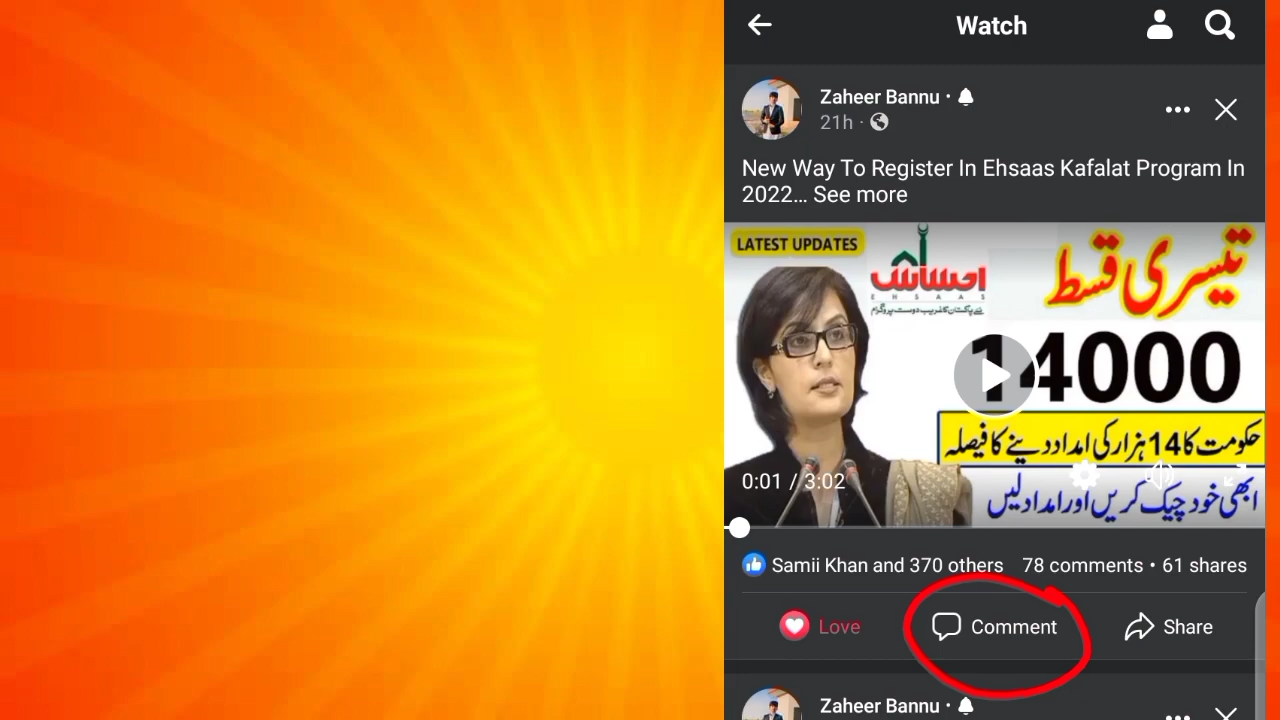 Watch
Zaheer Bannu
21h ·
New Way To Register In Ehsaas Kafalat Program In
2022... See more
LATEST UPDATES
احساس
EHSAAS
تیسری قسط
14000
حکومت کا 14 ہزار کی امداد دینے کا فیصلہ
ابھی خود چیک کریں اور امداد لیں
0:01 / 3:02
Samii Khan and 370 others 78 comments • 61 shares
Love Comment Share
Zaheer Bannu